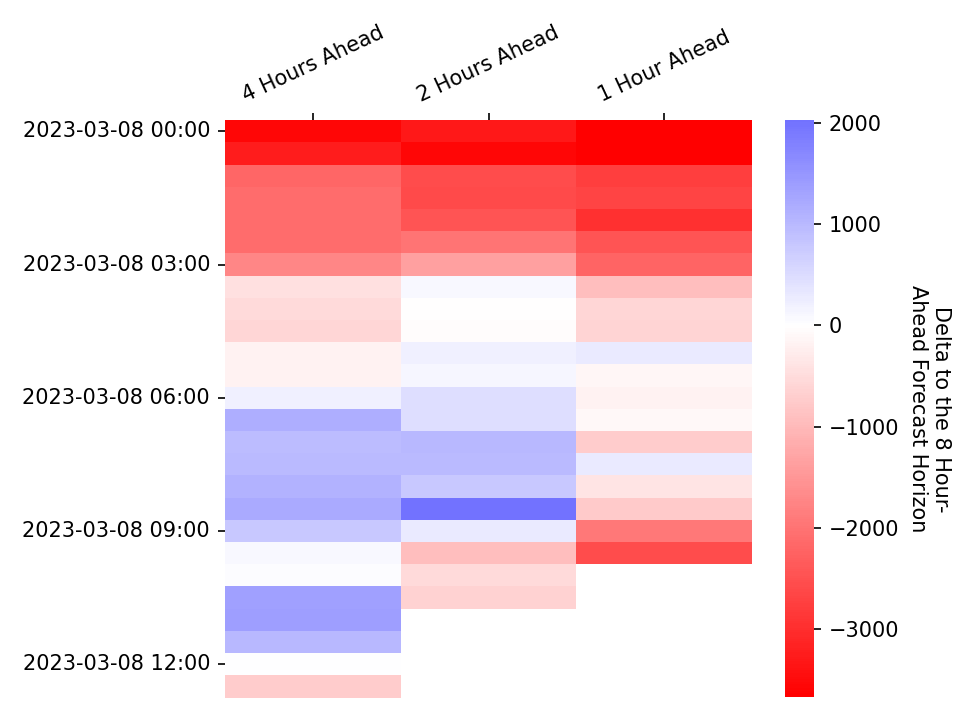 4 Hours Ahead
2 Hours Ahead
1 Hour Ahead
2023-03-08 00:00
2023-03-08 03:00
2023-03-08 06:00
2023-03-08 09:00
2023-03-08 12:00
2000
1000
0
−1000
−2000
−3000
Delta to the 8 Hour-
Ahead Forecast Horizon